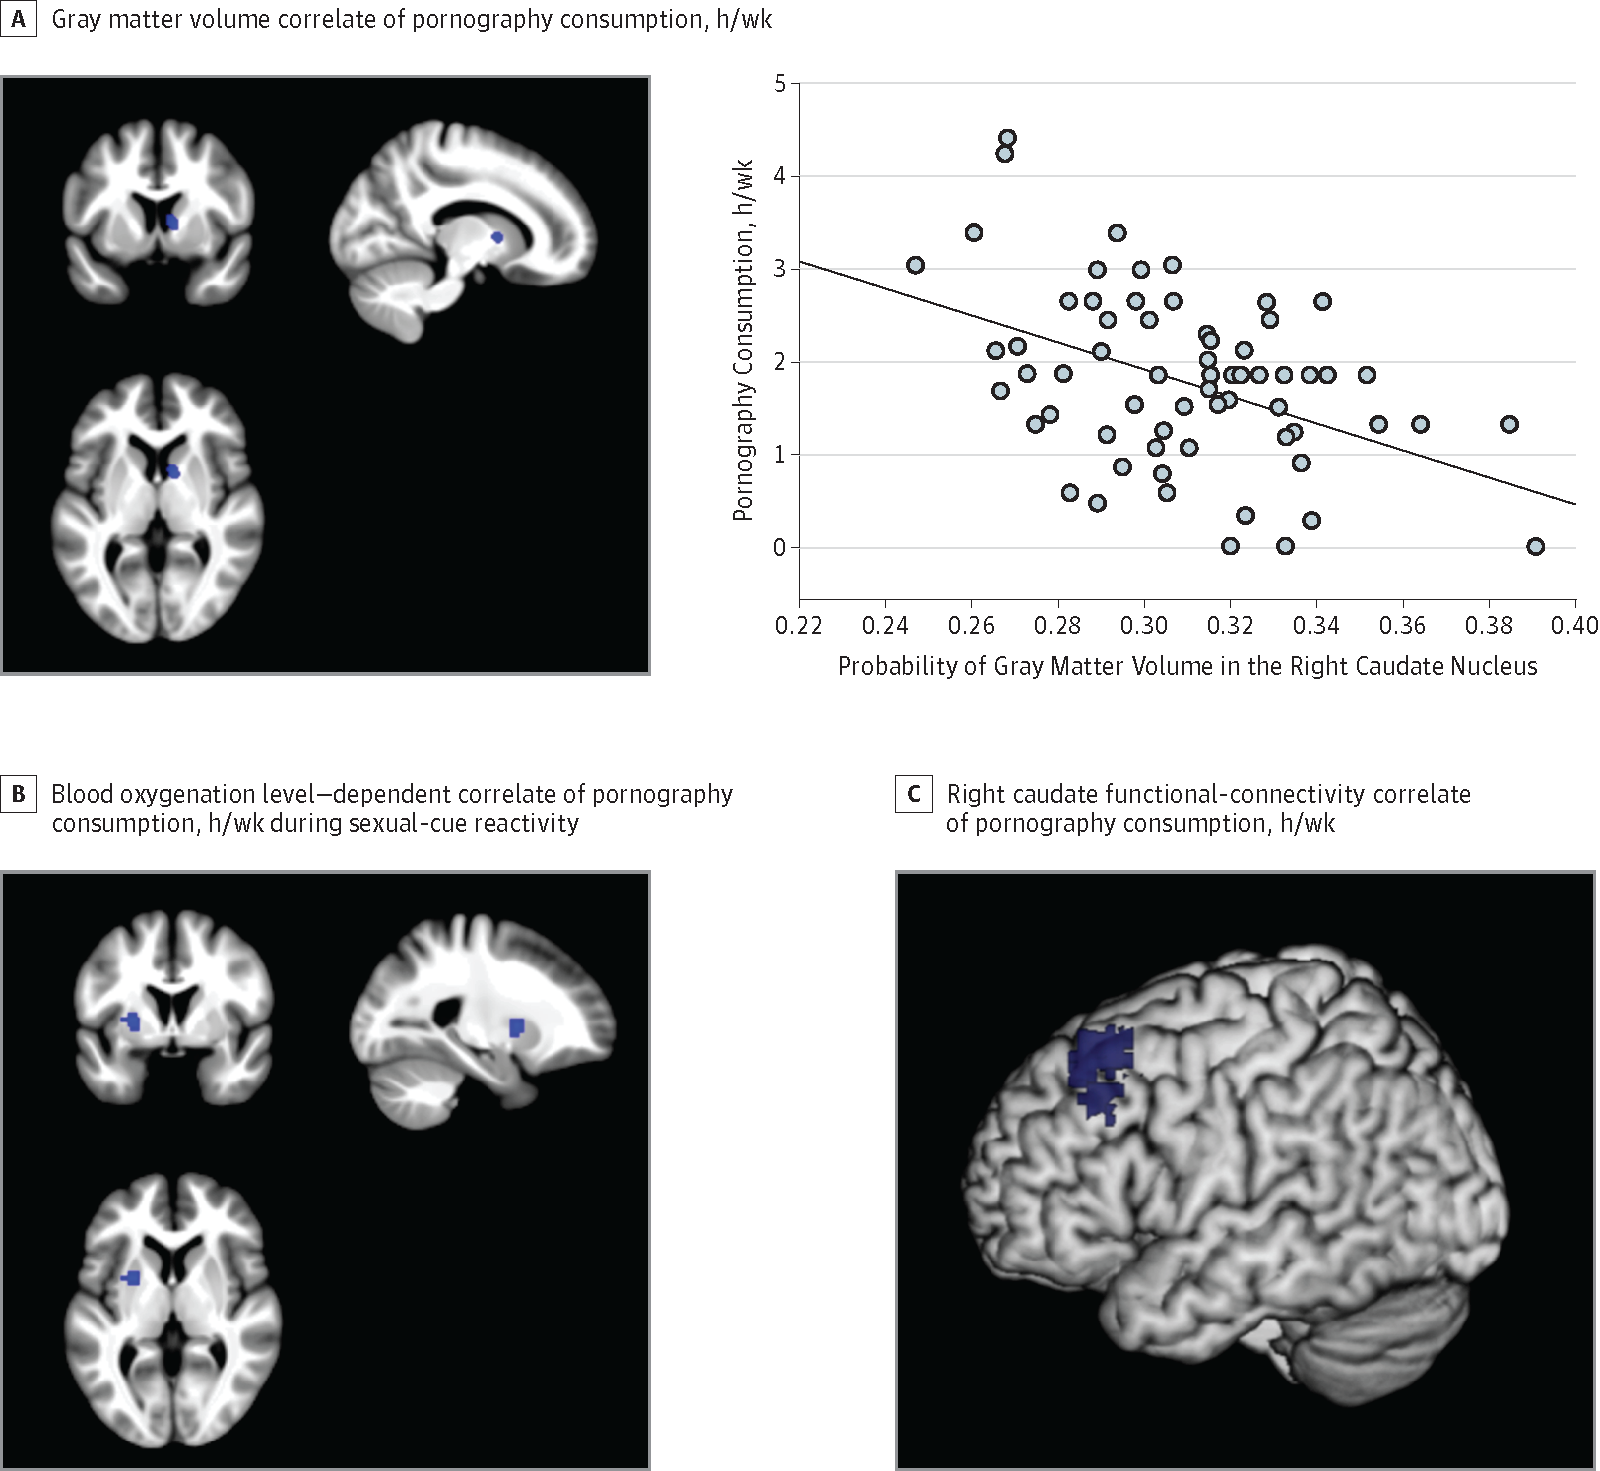 A Gray matter volume correlate of pornography consumption, h/wk
5
4
3
2
1
0
Pornography Consumption, h/wk
0.22 0.24 0.26 0.28 0.30 0.32 0.34 0.36 0.38 0.40
Probability of Gray Matter Volume in the Right Caudate Nucleus
B Blood oxygenation level–dependent correlate of pornography
consumption, h/wk during sexual-cue reactivity
C Right caudate functional-connectivity correlate
of pornography consumption, h/wk